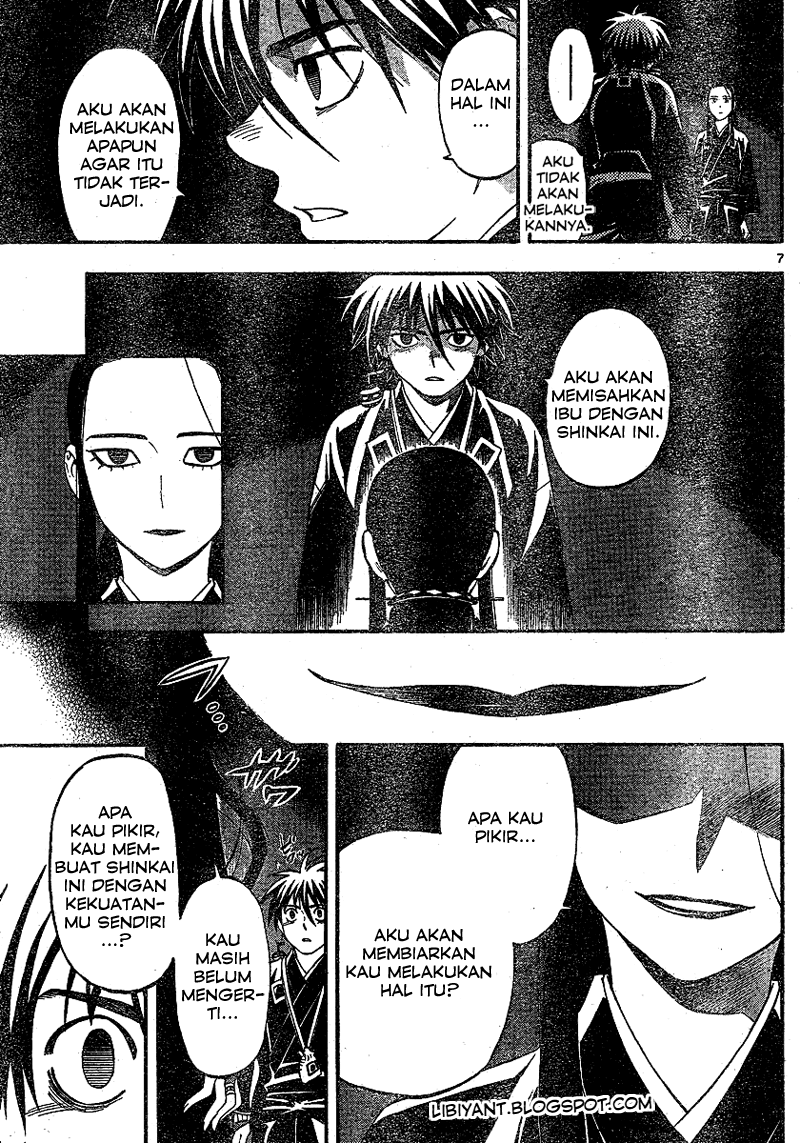 AKU
TIDAK
AKAN
MELAKU-
KANNYA.
DALAM
HAL INI
...
AKU AKAN
MELAKUKAN
APAPUN
AGAR ITU
TIDAK TER-
JADI.
7
AKU AKAN
MEMISAHKAN
IBU DENGAN
SHINKAI INI.
APA KAU
PIKIR...
AKU AKAN
MEMBIARKAN
KAU MELAKUKAN
HAL ITU?
KAU
MASIH
BELUM
MENGER-
TI...
APA
KAU PIKIR,
KAU MEM-
BUAT SHINKAI
INI DENGAN
KEKUATAN-
MU SENDIRI
...?
LIBIYANT.BLOGSPOT.COM